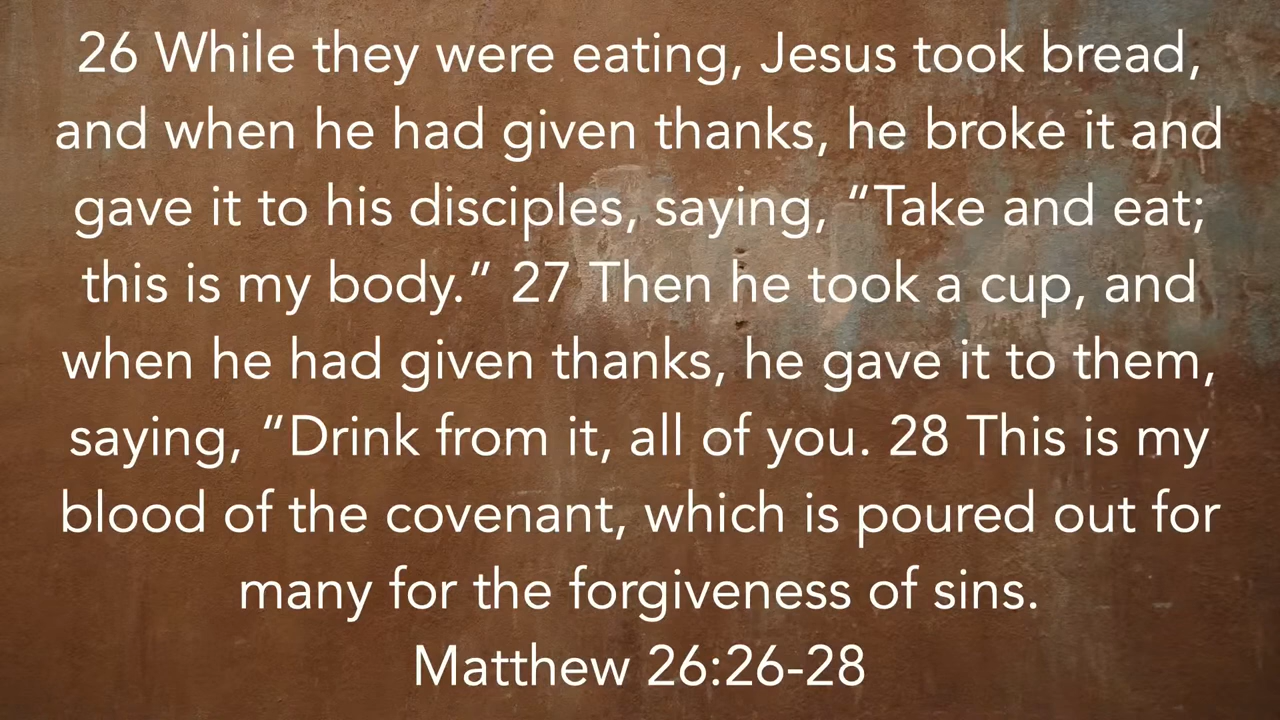 26 While they were eating, Jesus took bread,
and when he had given thanks, he broke it and
gave it to his disciples, saying, “Take and eat;
this is my body.” 27 Then he took a cup, and
when he had given thanks, he gave it to them,
saying, “Drink from it, all of you. 28 This is my
blood of the covenant, which is poured out for
many for the forgiveness of sins.
Matthew 26:26-28